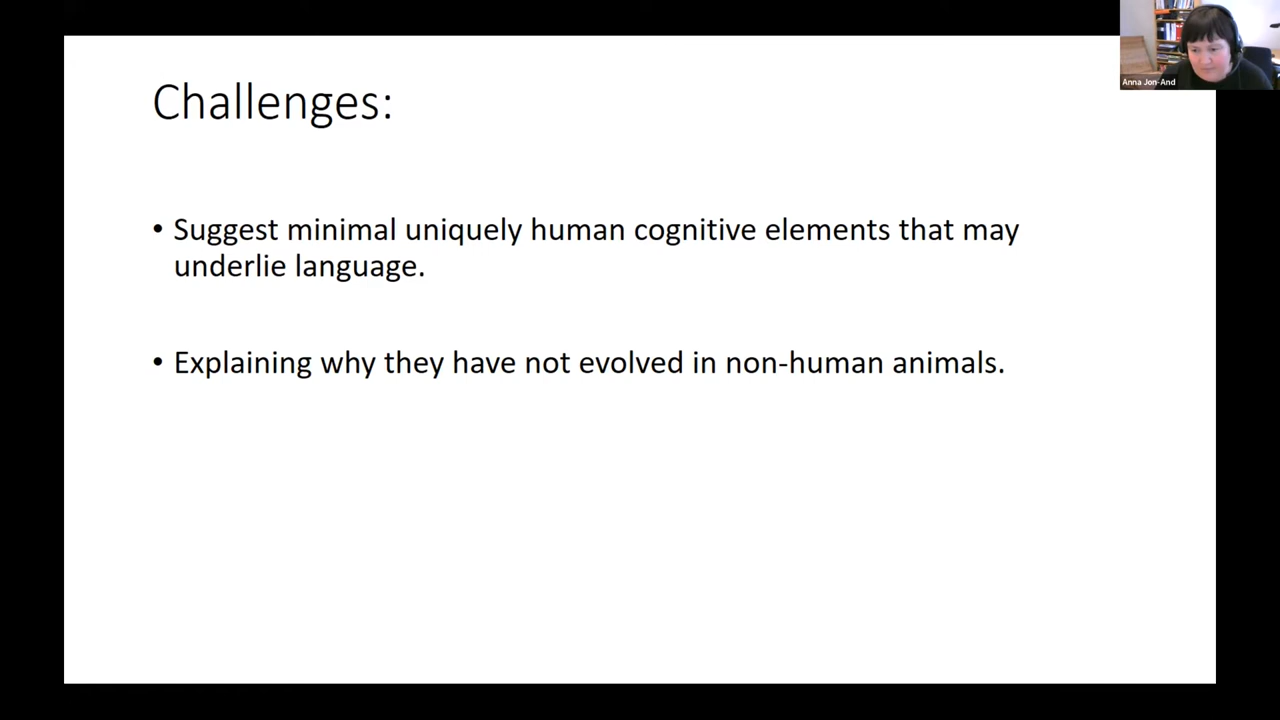 Anna Jon-And
Challenges:
• Suggest minimal uniquely human cognitive elements that may
underlie language.
• Explaining why they have not evolved in non-human animals.